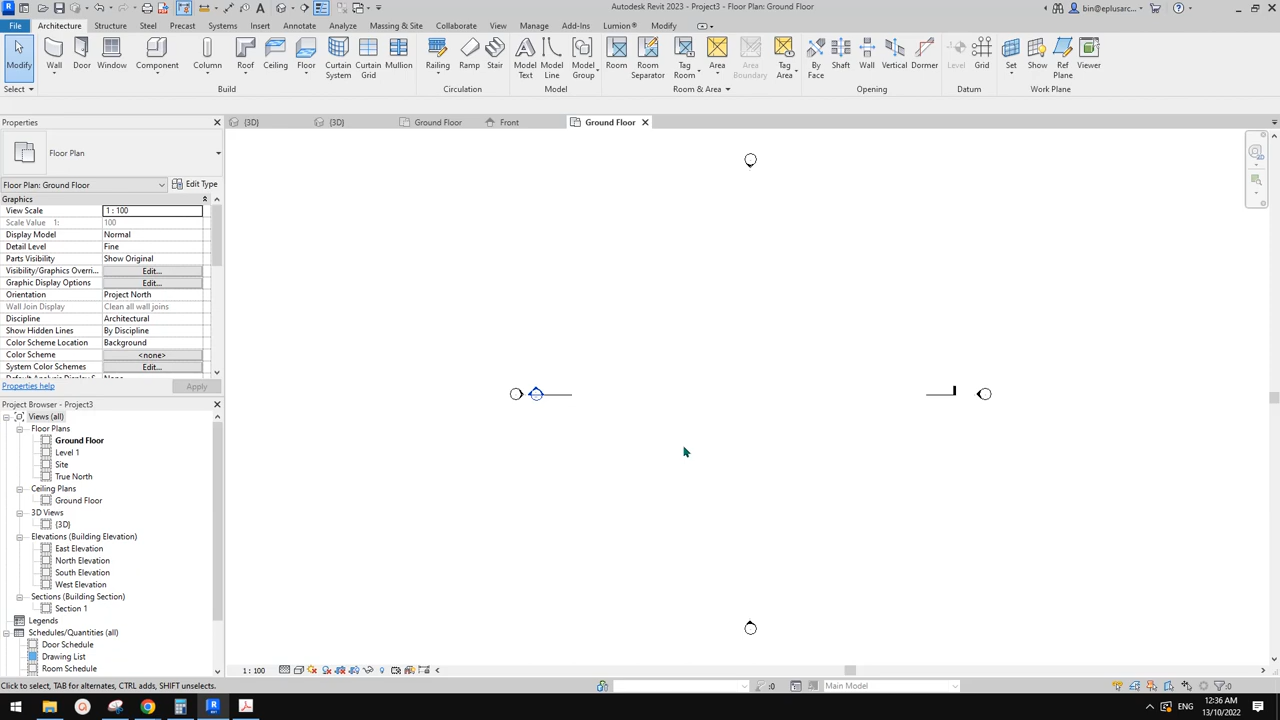 Autodesk Revit 2023 - Project3 - Floor Plan: Ground Floor
bin@eplusarc...
File Architecture Structure Steel Precast Systems Insert Annotate Analyze Massing & Site Collaborate View Manage Add-Ins Lumion® Modify
Modify Wall Door Window Component Column Roof Ceiling Floor Curtain System Curtain Grid Mullion Railing Ramp Stair Model Text Model Line Model Group Room Room Separator Tag Room Area Area Boundary Tag Area By Face Shaft Wall Vertical Dormer Level Grid Set Show Ref Plane Viewer
Select Build Circulation Model Room & Area Opening Datum Work Plane
Properties
{3D} {3D} Ground Floor Front Ground Floor
Floor Plan
Floor Plan: Ground Floor Edit Type
Graphics
View Scale 1 : 100
Scale Value 1: 100
Display Model Normal
Detail Level Fine
Parts Visibility Show Original
Visibility/Graphics Overri... Edit...
Graphic Display Options Edit...
Orientation Project North
Wall Join Display Clean all wall joins
Discipline Architectural
Show Hidden Lines By Discipline
Color Scheme Location Background
Color Scheme <none>
System Color Schemes Edit...
Properties help Apply
Project Browser - Project3
Views (all)
Floor Plans
Ground Floor
Level 1
Site
True North
Ceiling Plans
Ground Floor
3D Views
{3D}
Elevations (Building Elevation)
East Elevation
North Elevation
South Elevation
West Elevation
Sections (Building Section)
Section 1
Legends
Schedules/Quantities (all)
Door Schedule
Drawing List
Room Schedule
1 : 100
Click to select, TAB for alternates, CTRL adds, SHIFT unselects.
:0 Main Model :0
ENG 12:36 AM
13/10/2022